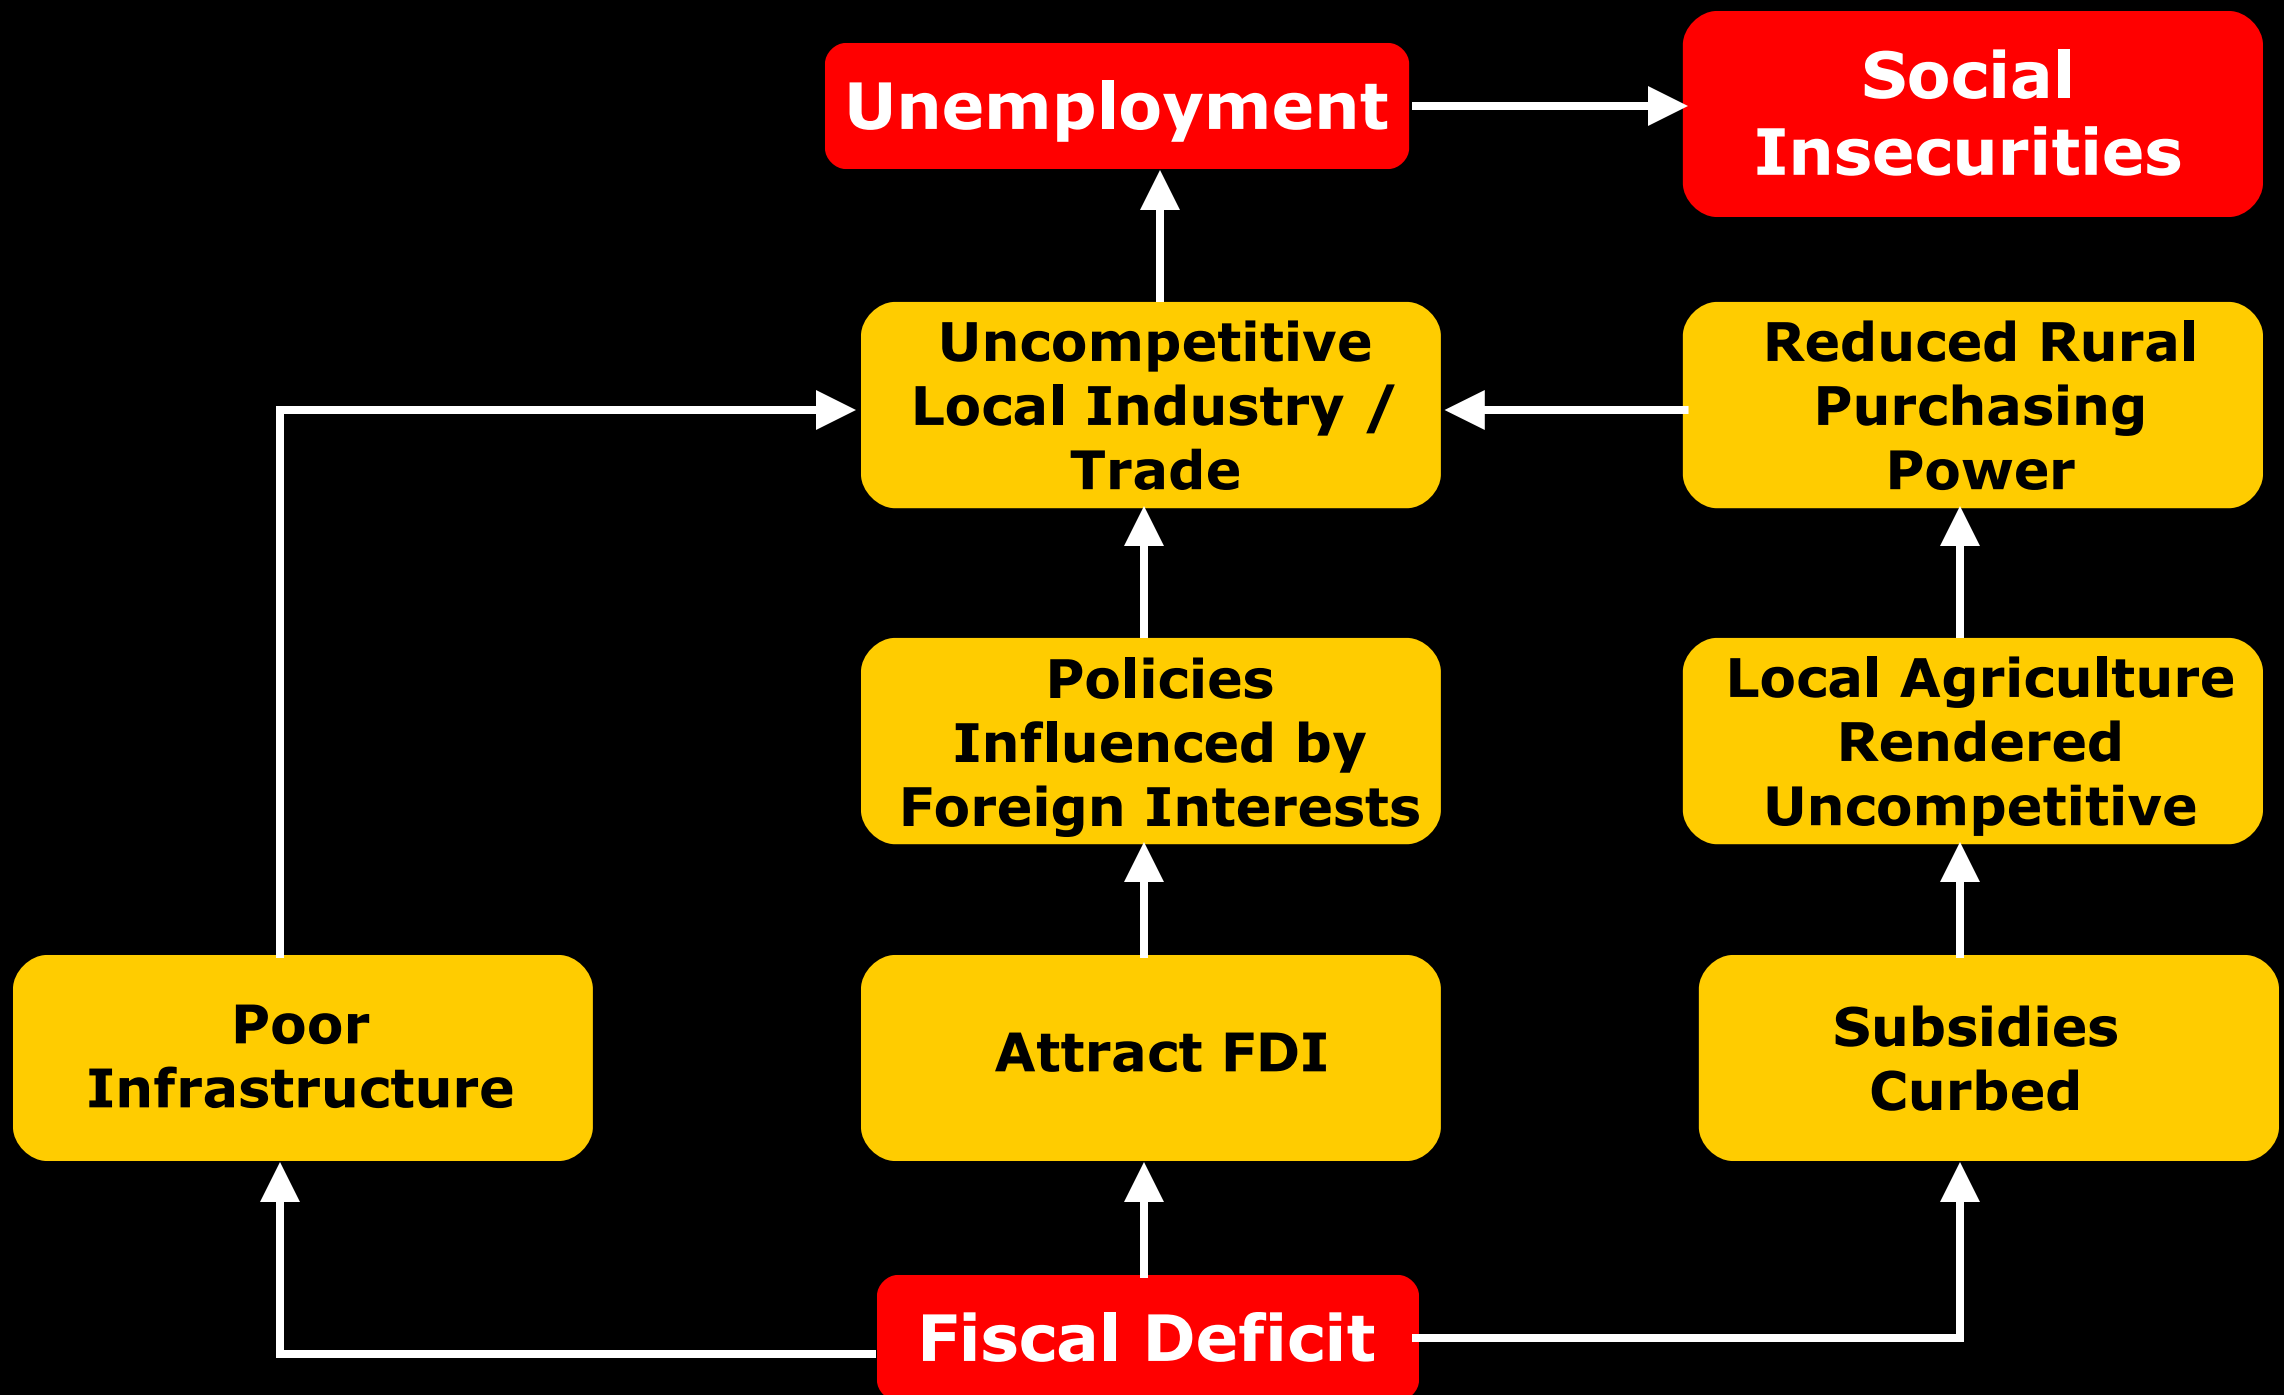 Unemployment
Social
Insecurities
Uncompetitive
Local Industry /
Trade
Reduced Rural
Purchasing
Power
Policies
Influenced by
Foreign Interests
Local Agriculture
Rendered
Uncompetitive
Poor
Infrastructure
Attract FDI
Subsidies
Curbed
Fiscal Deficit